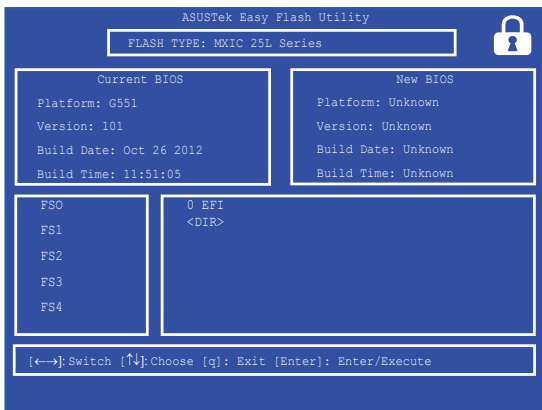 ASUSTek Easy Flash Utility
FLASH TYPE: MXIC 25L Series
Current BIOS
Platform: G551
Version: 101
Build Date: Oct 26 2012
Build Time: 11:51:05
New BIOS
Platform: Unknown
Version: Unknown
Build Date: Unknown
Build Time: Unknown
FSO
FS1
FS2
FS3
FS4
0 EFI
<DIR>
[←→]: Switch [↑↓]: Choose [q]: Exit [Enter]: Enter/Execute